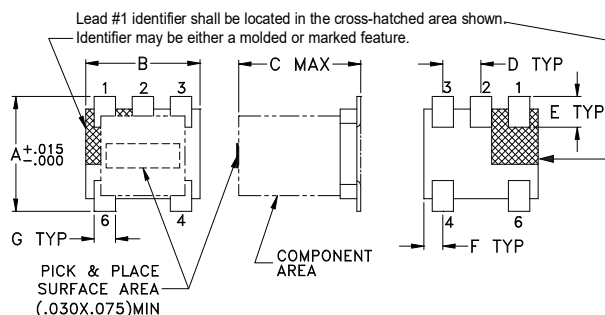 Lead #1 identifier shall be located in the cross-hatched area shown.
Identifier may be either a molded or marked feature.
B
C MAX
D TYP
1 2 3
3 2 1
E TYP
A +.015 -.000
6 4
4 6
G TYP
F TYP
COMPONENT
AREA
PICK & PLACE
SURFACE AREA
(.030X.075)MIN